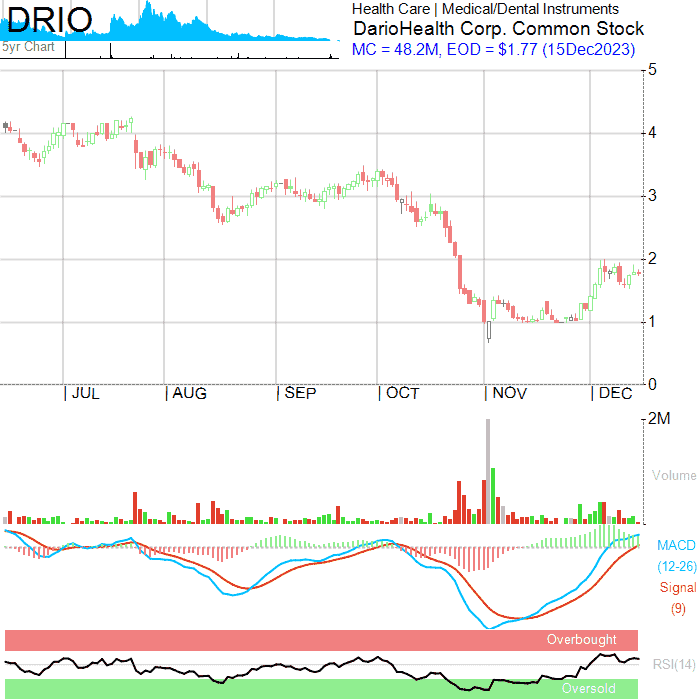 DRIO
5yr Chart
Health Care | Medical/Dental Instruments
DarioHealth Corp. Common Stock
MC = 48.2M, EOD = $1.77 (15Dec2023)
5
4
3
2
1
0
JUL
AUG
SEP
OCT
NOV
DEC
2M
Volume
MACD
(12-26)
Signal
(9)
Overbought
RSI(14)
Oversold